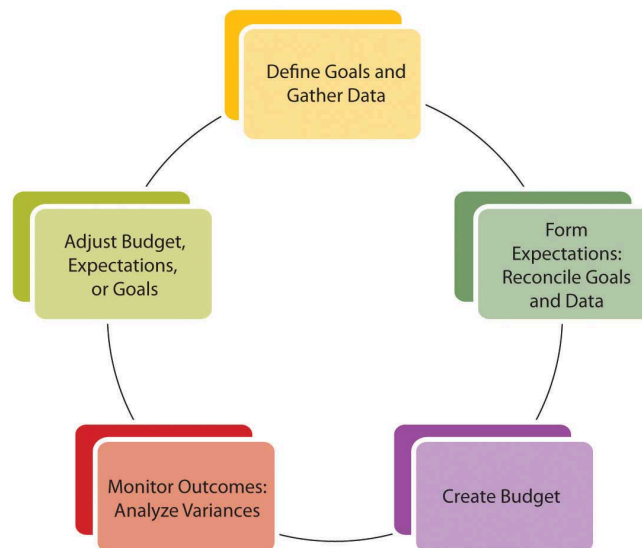 Define Goals and
Gather Data
Form
Expectations:
Reconcile Goals
and Data
Create Budget
Monitor Outcomes:
Analyze Variances
Adjust Budget,
Expectations,
or Goals